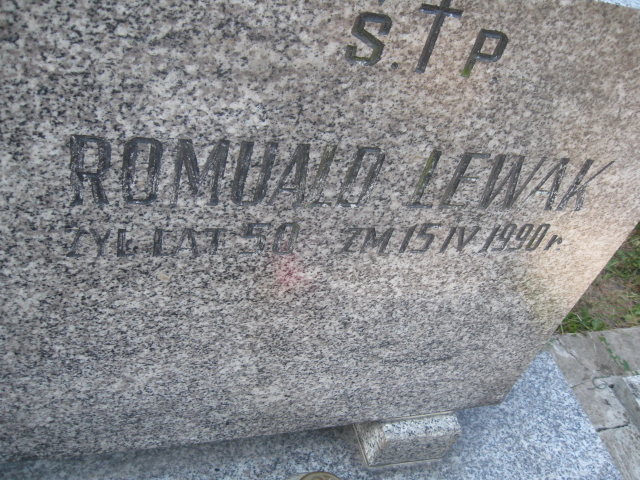 Ś. † P
ROMUALD LEWAK
ŻYŁ LAT 50 ZM. 15 IV 1990 r